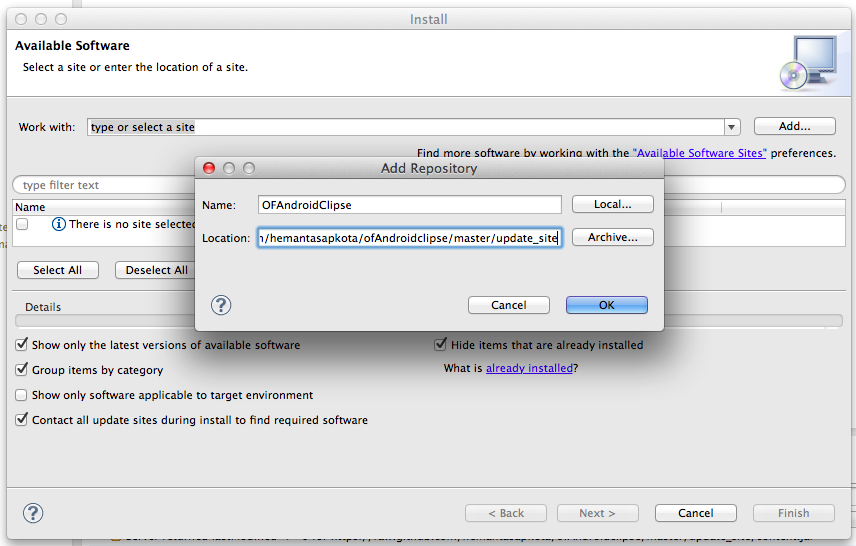 Install
Available Software
Select a site or enter the location of a site.
Work with: type or select a site Add...
Find more software by working with the "Available Software Sites" preferences.
Add Repository
type filter text
Name: OFAndroidClipse Local...
Name
There is no site selected
Location: n/hemantasapkota/ofAndroidclipse/master/update_site Archive...
Select All Deselect All
? Cancel OK
Details
Show only the latest versions of available software Hide items that are already installed
Group items by category What is already installed?
Show only software applicable to target environment
Contact all update sites during install to find required software
? < Back Next > Cancel Finish